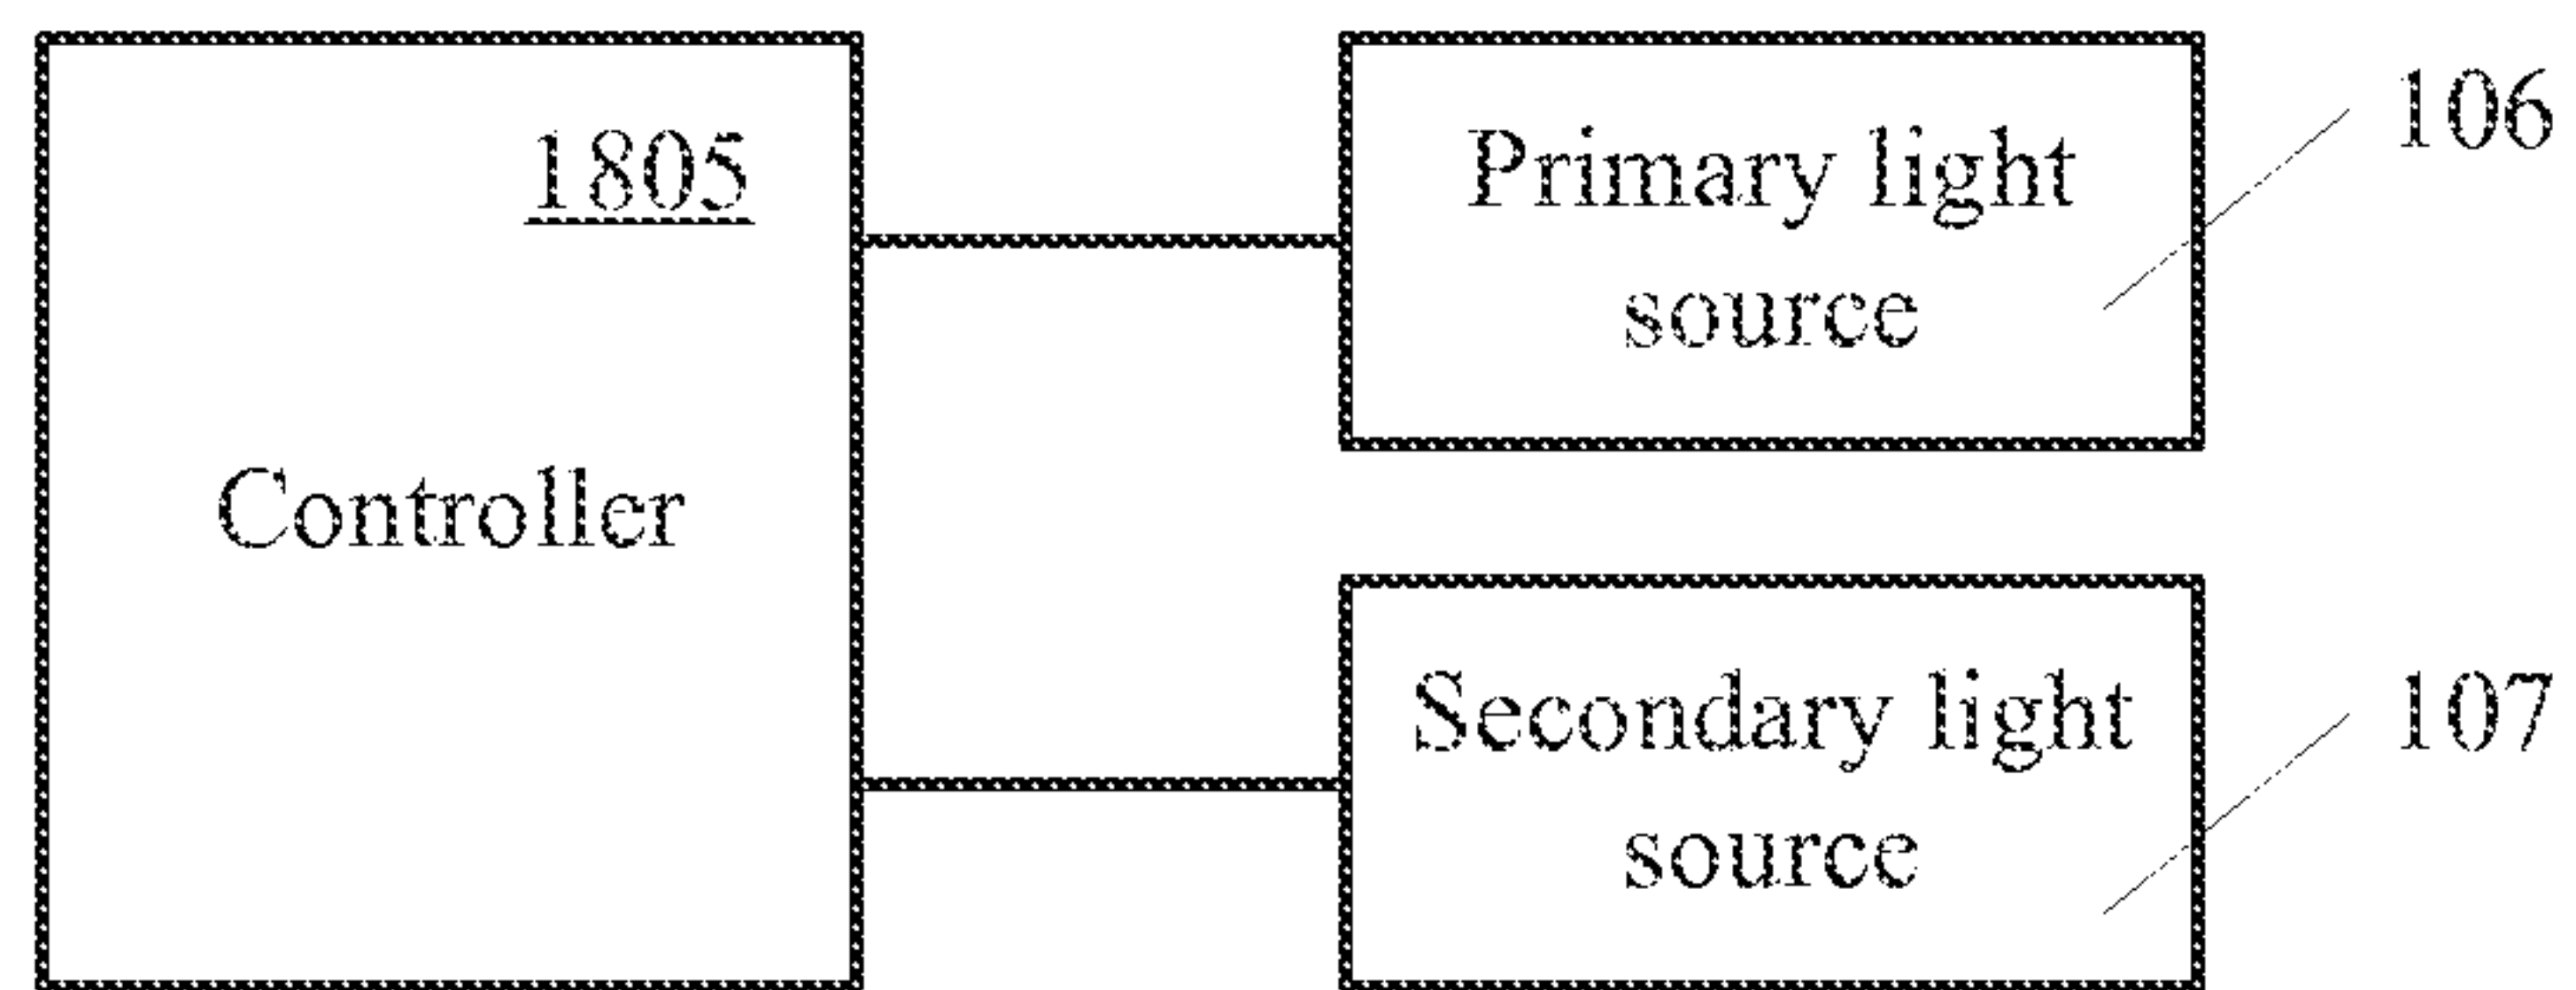 1805
Controller
Primary light
source
106
Secondary light
source
107